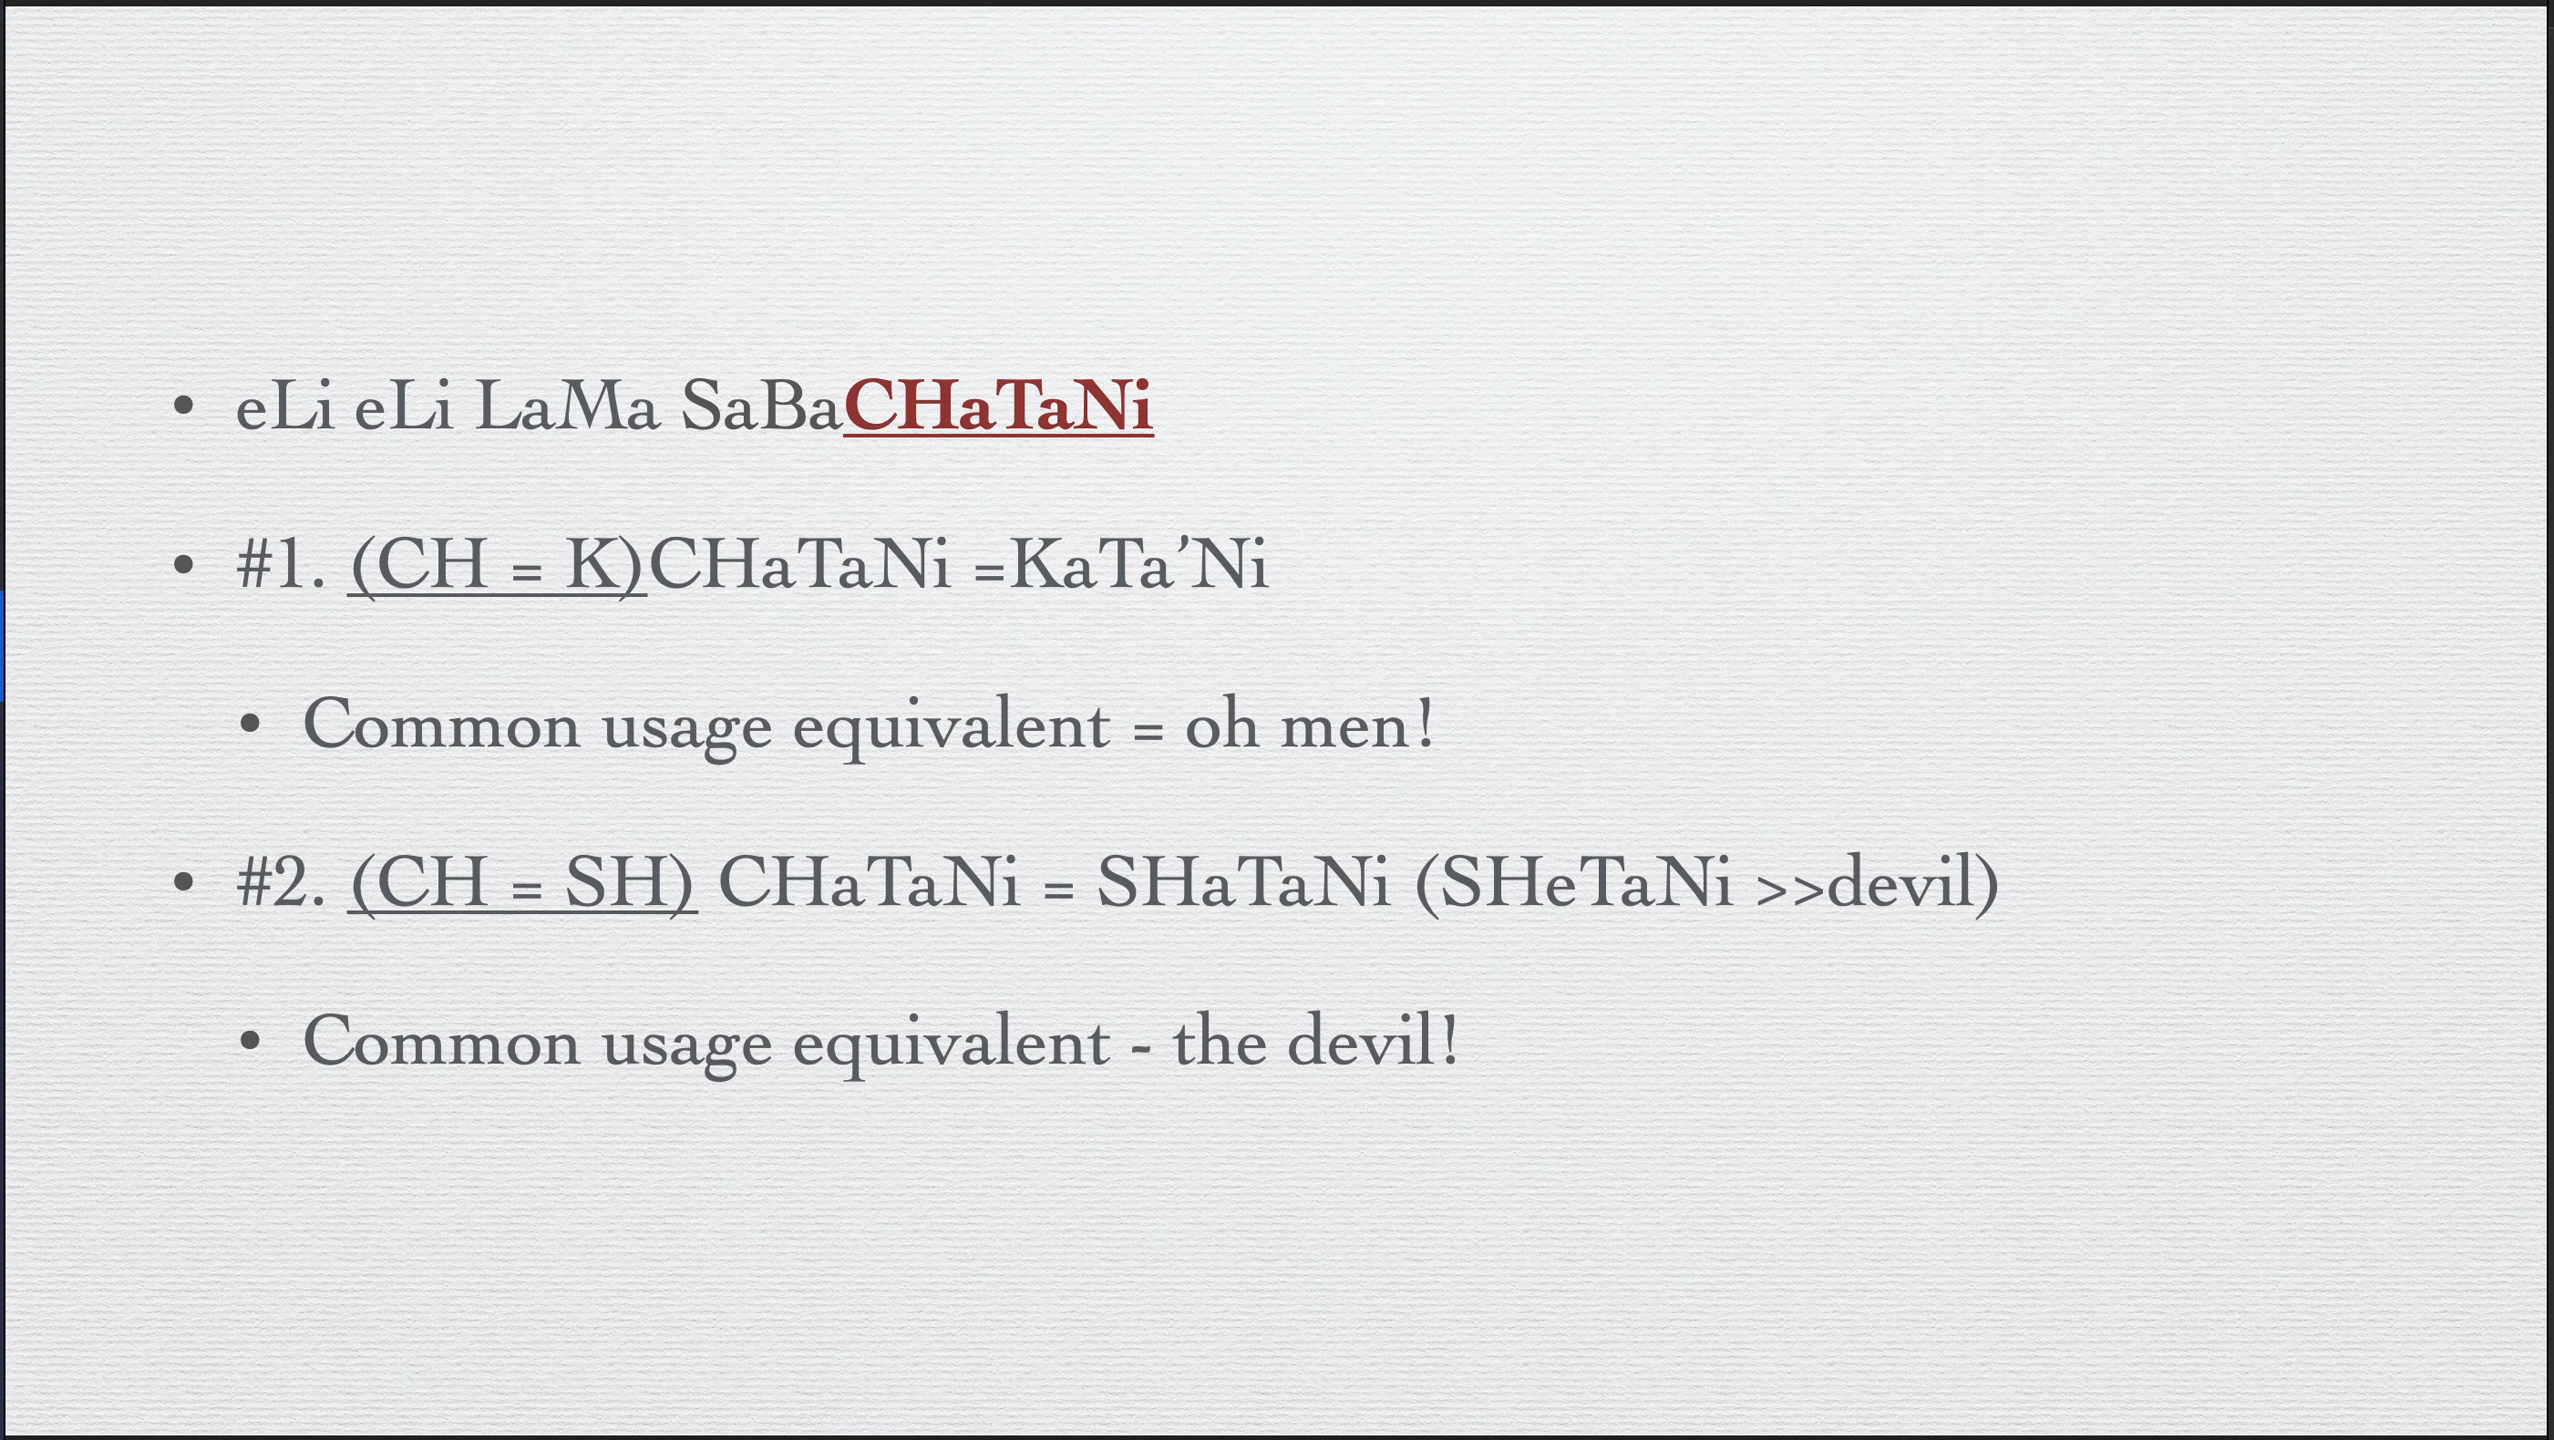 • eLi eLi LaMa SaBaCHaTaNi
• #1. (CH = K)CHaTaNi =KaTa’Ni
• Common usage equivalent = oh men!
• #2. (CH = SH) CHaTaNi = SHaTaNi (SHeTaNi >>devil)
• Common usage equivalent - the devil!